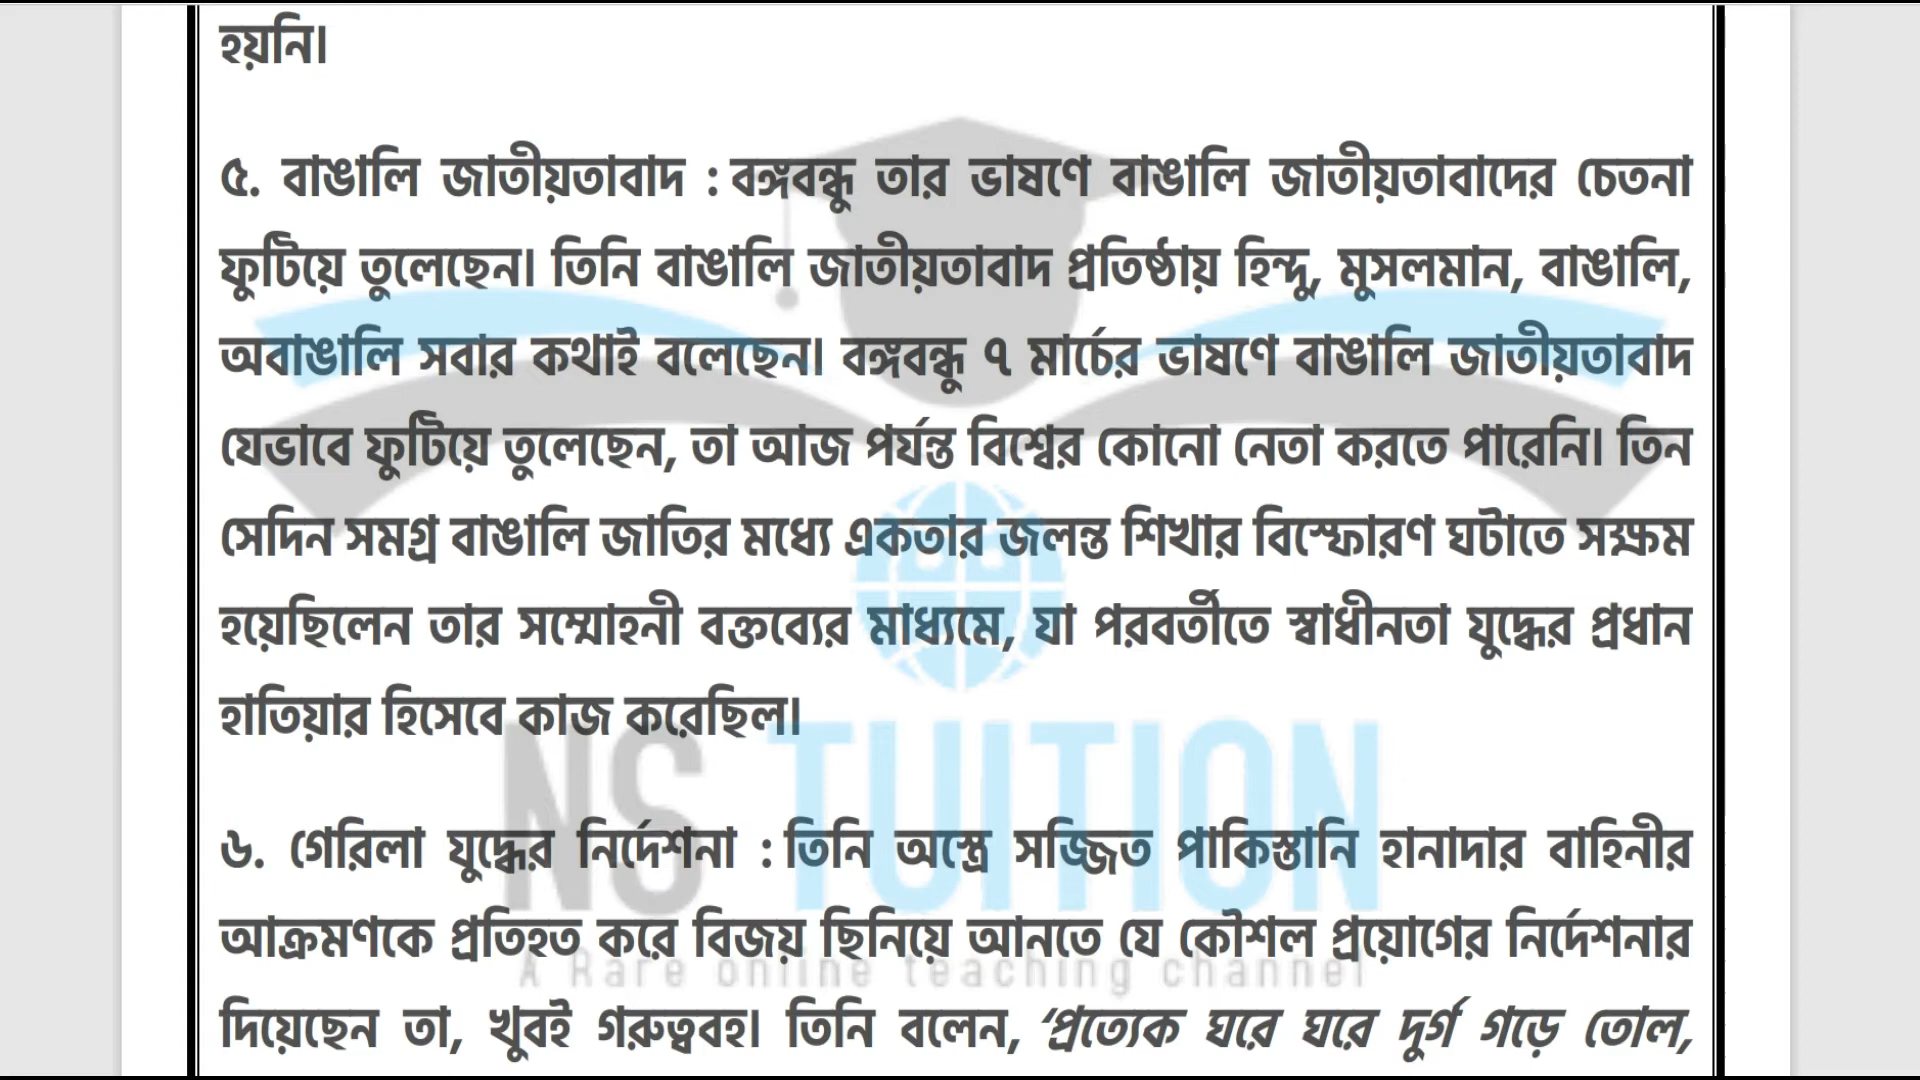 হয়নি।
৫. বাঙালি জাতীয়তাবাদ : বঙ্গবন্ধু তার ভাষণে বাঙালি জাতীয়তাবাদের চেতনা
ফুটিয়ে তুলেছেন। তিনি বাঙালি জাতীয়তাবাদ প্রতিষ্ঠায় হিন্দু, মুসলমান, বাঙালি,
অবাঙালি সবার কথাই বলেছেন। বঙ্গবন্ধু ৭ মার্চের ভাষণে বাঙালি জাতীয়তাবাদ
যেভাবে ফুটিয়ে তুলেছেন, তা আজ পর্যন্ত বিশ্বের কোনো নেতা করতে পারেনি। তিন
সেদিন সমগ্র বাঙালি জাতির মধ্যে একতার জলন্ত শিখার বিস্ফোরণ ঘটাতে সক্ষম
হয়েছিলেন তার সম্মোহনী বক্তব্যের মাধ্যমে, যা পরবর্তীতে স্বাধীনতা যুদ্ধের প্রধান
হাতিয়ার হিসেবে কাজ করেছিল।
NS TUITION
৬. গেরিলা যুদ্ধের নির্দেশনা : তিনি অস্ত্রে সজ্জিত পাকিস্তানি হানাদার বাহিনীর
আক্রমণকে প্রতিহত করে বিজয় ছিনিয়ে আনতে যে কৌশল প্রয়োগের নির্দেশনার
A Rare online teaching channel
দিয়েছেন তা, খুবই গরুত্ববহ। তিনি বলেন, ‘প্রত্যেক ঘরে ঘরে দুর্গ গড়ে তোল,